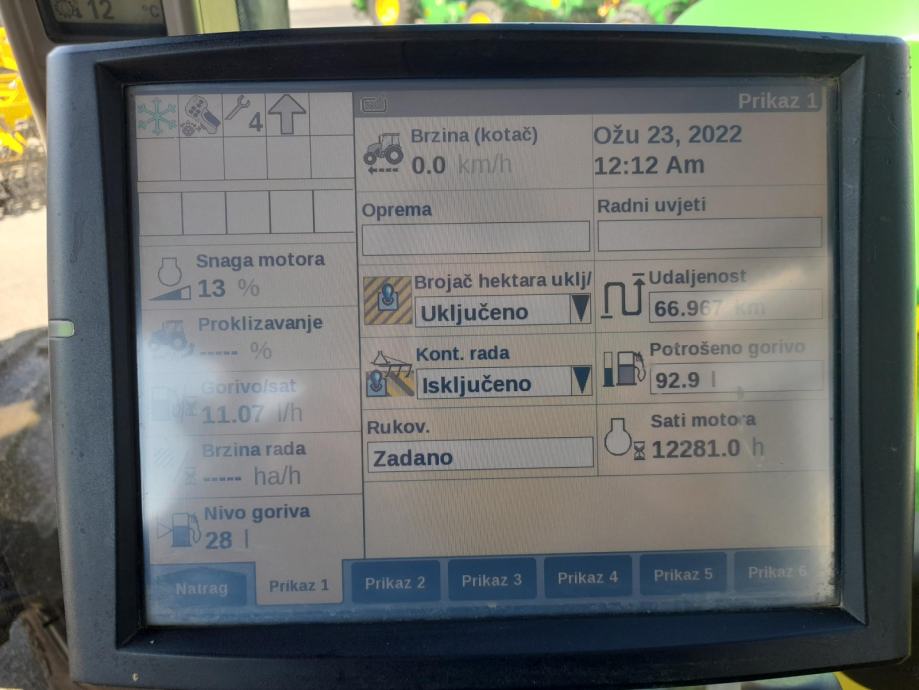 12 °C
Prikaz 1
4
Brzina (kotač)
0.0 km/h
Ožu 23, 2022
12:12 Am
Oprema
Radni uvjeti
Snaga motora
13 %
Brojač hektara uklj/
Uključeno
Udaljenost
66.967 km
Proklizavanje
----- %
Kont. rada
Isključeno
Potrošeno gorivo
92.9 l
Gorivo/sat
11.07 l/h
Rukov.
Zadano
Sati motora
12281.0 h
Brzina rada
----- ha/h
Nivo goriva
28 l
Natrag
Prikaz 1
Prikaz 2
Prikaz 3
Prikaz 4
Prikaz 5
Prikaz 6